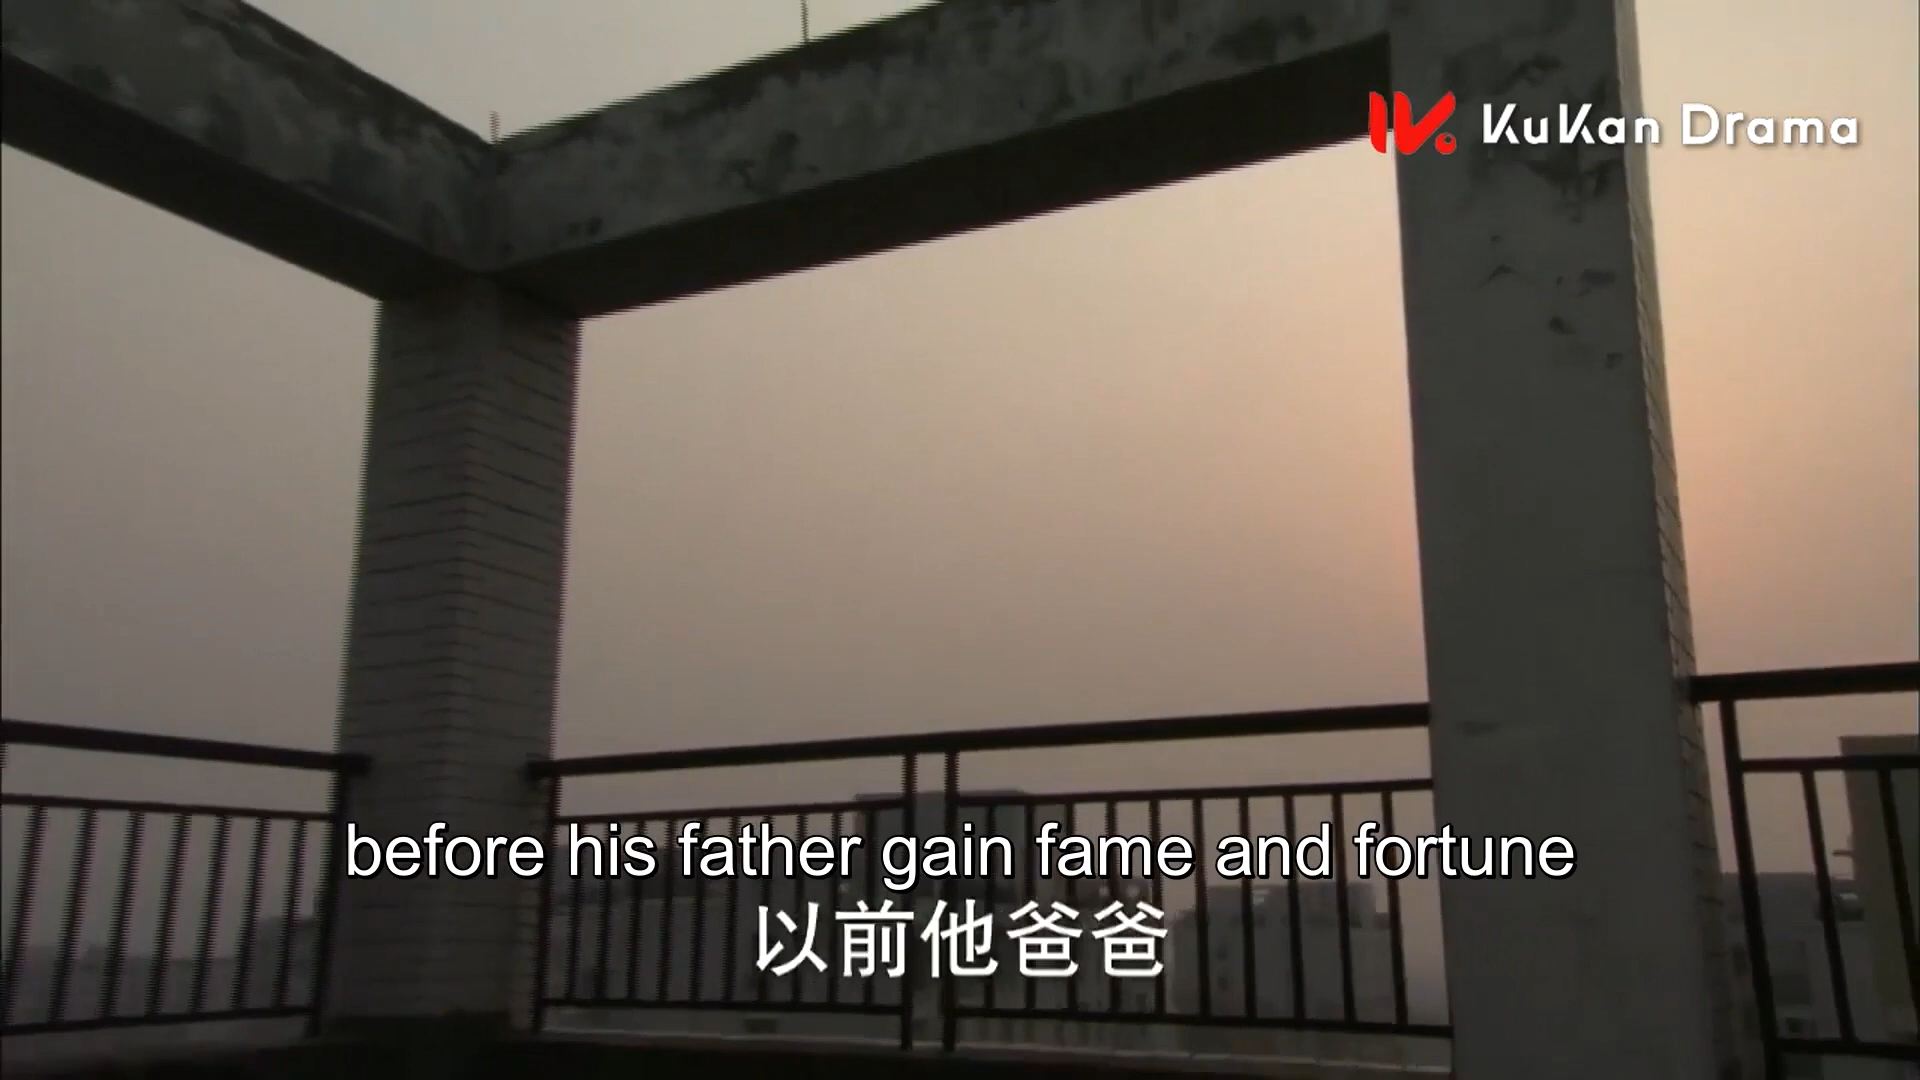 KuKan Drama
before his father gain fame and fortune
以前他爸爸